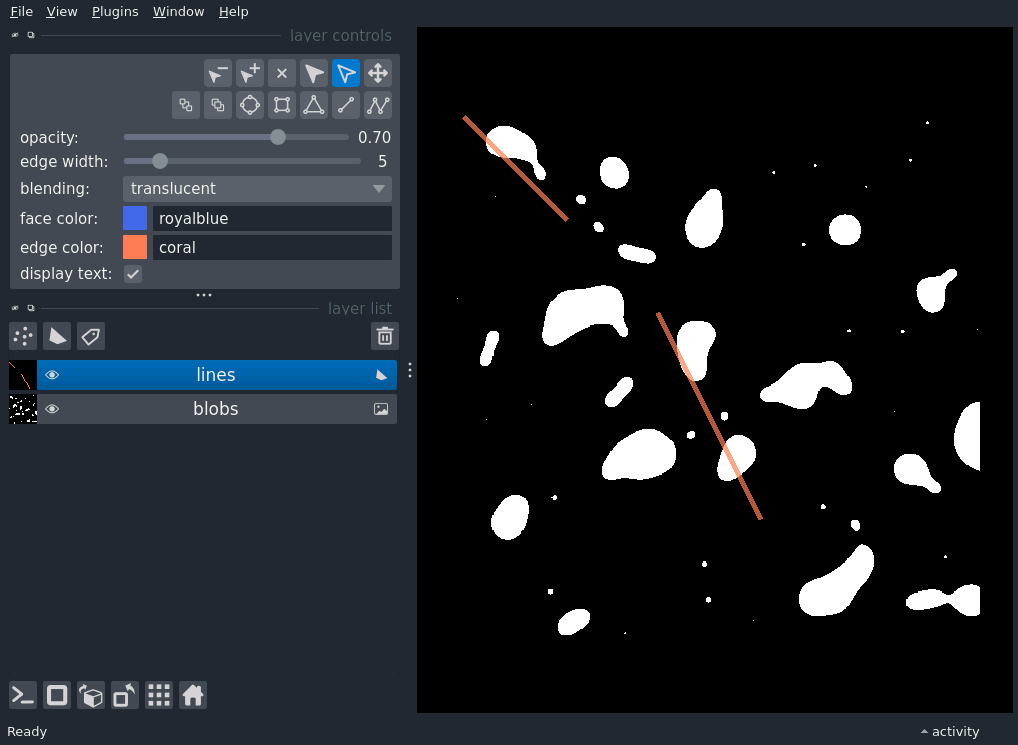 File View Plugins Window Help
layer controls
opacity: 0.70
edge width: 5
blending: translucent
face color: royalblue
edge color: coral
display text:
layer list
lines
blobs
Ready activity